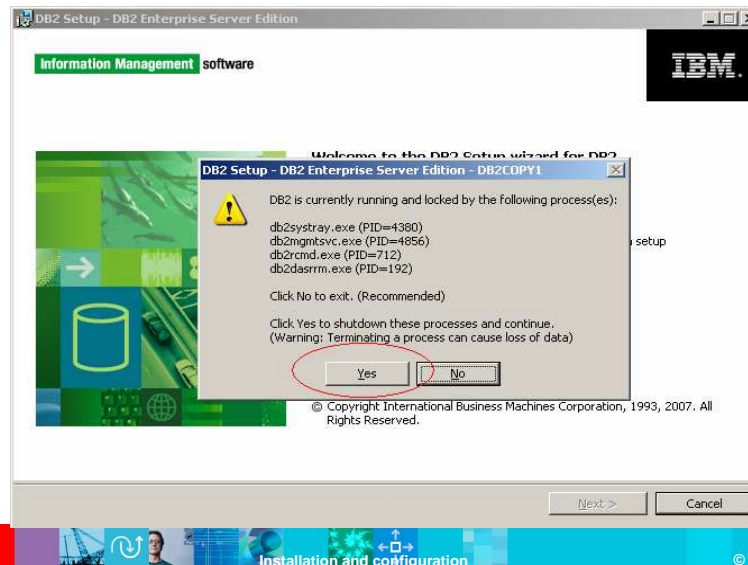 DB2 Setup - DB2 Enterprise Server Edition
Information Management software
IBM.
Welcome to the DB2 Setup wizard for DB2
DB2 Setup - DB2 Enterprise Server Edition - DB2COPY1
DB2 is currently running and locked by the following process(es):
db2systray.exe (PID=4380)
db2mgmtsvc.exe (PID=4856)
db2rcmd.exe (PID=712)
db2dasrrm.exe (PID=192)
setup
Click No to exit. (Recommended)
Click Yes to shutdown these processes and continue.
(Warning: Terminating a process can cause loss of data)
Yes
No
© Copyright International Business Machines Corporation, 1993, 2007. All
Rights Reserved.
Next >
Cancel
Installation and configuration
©